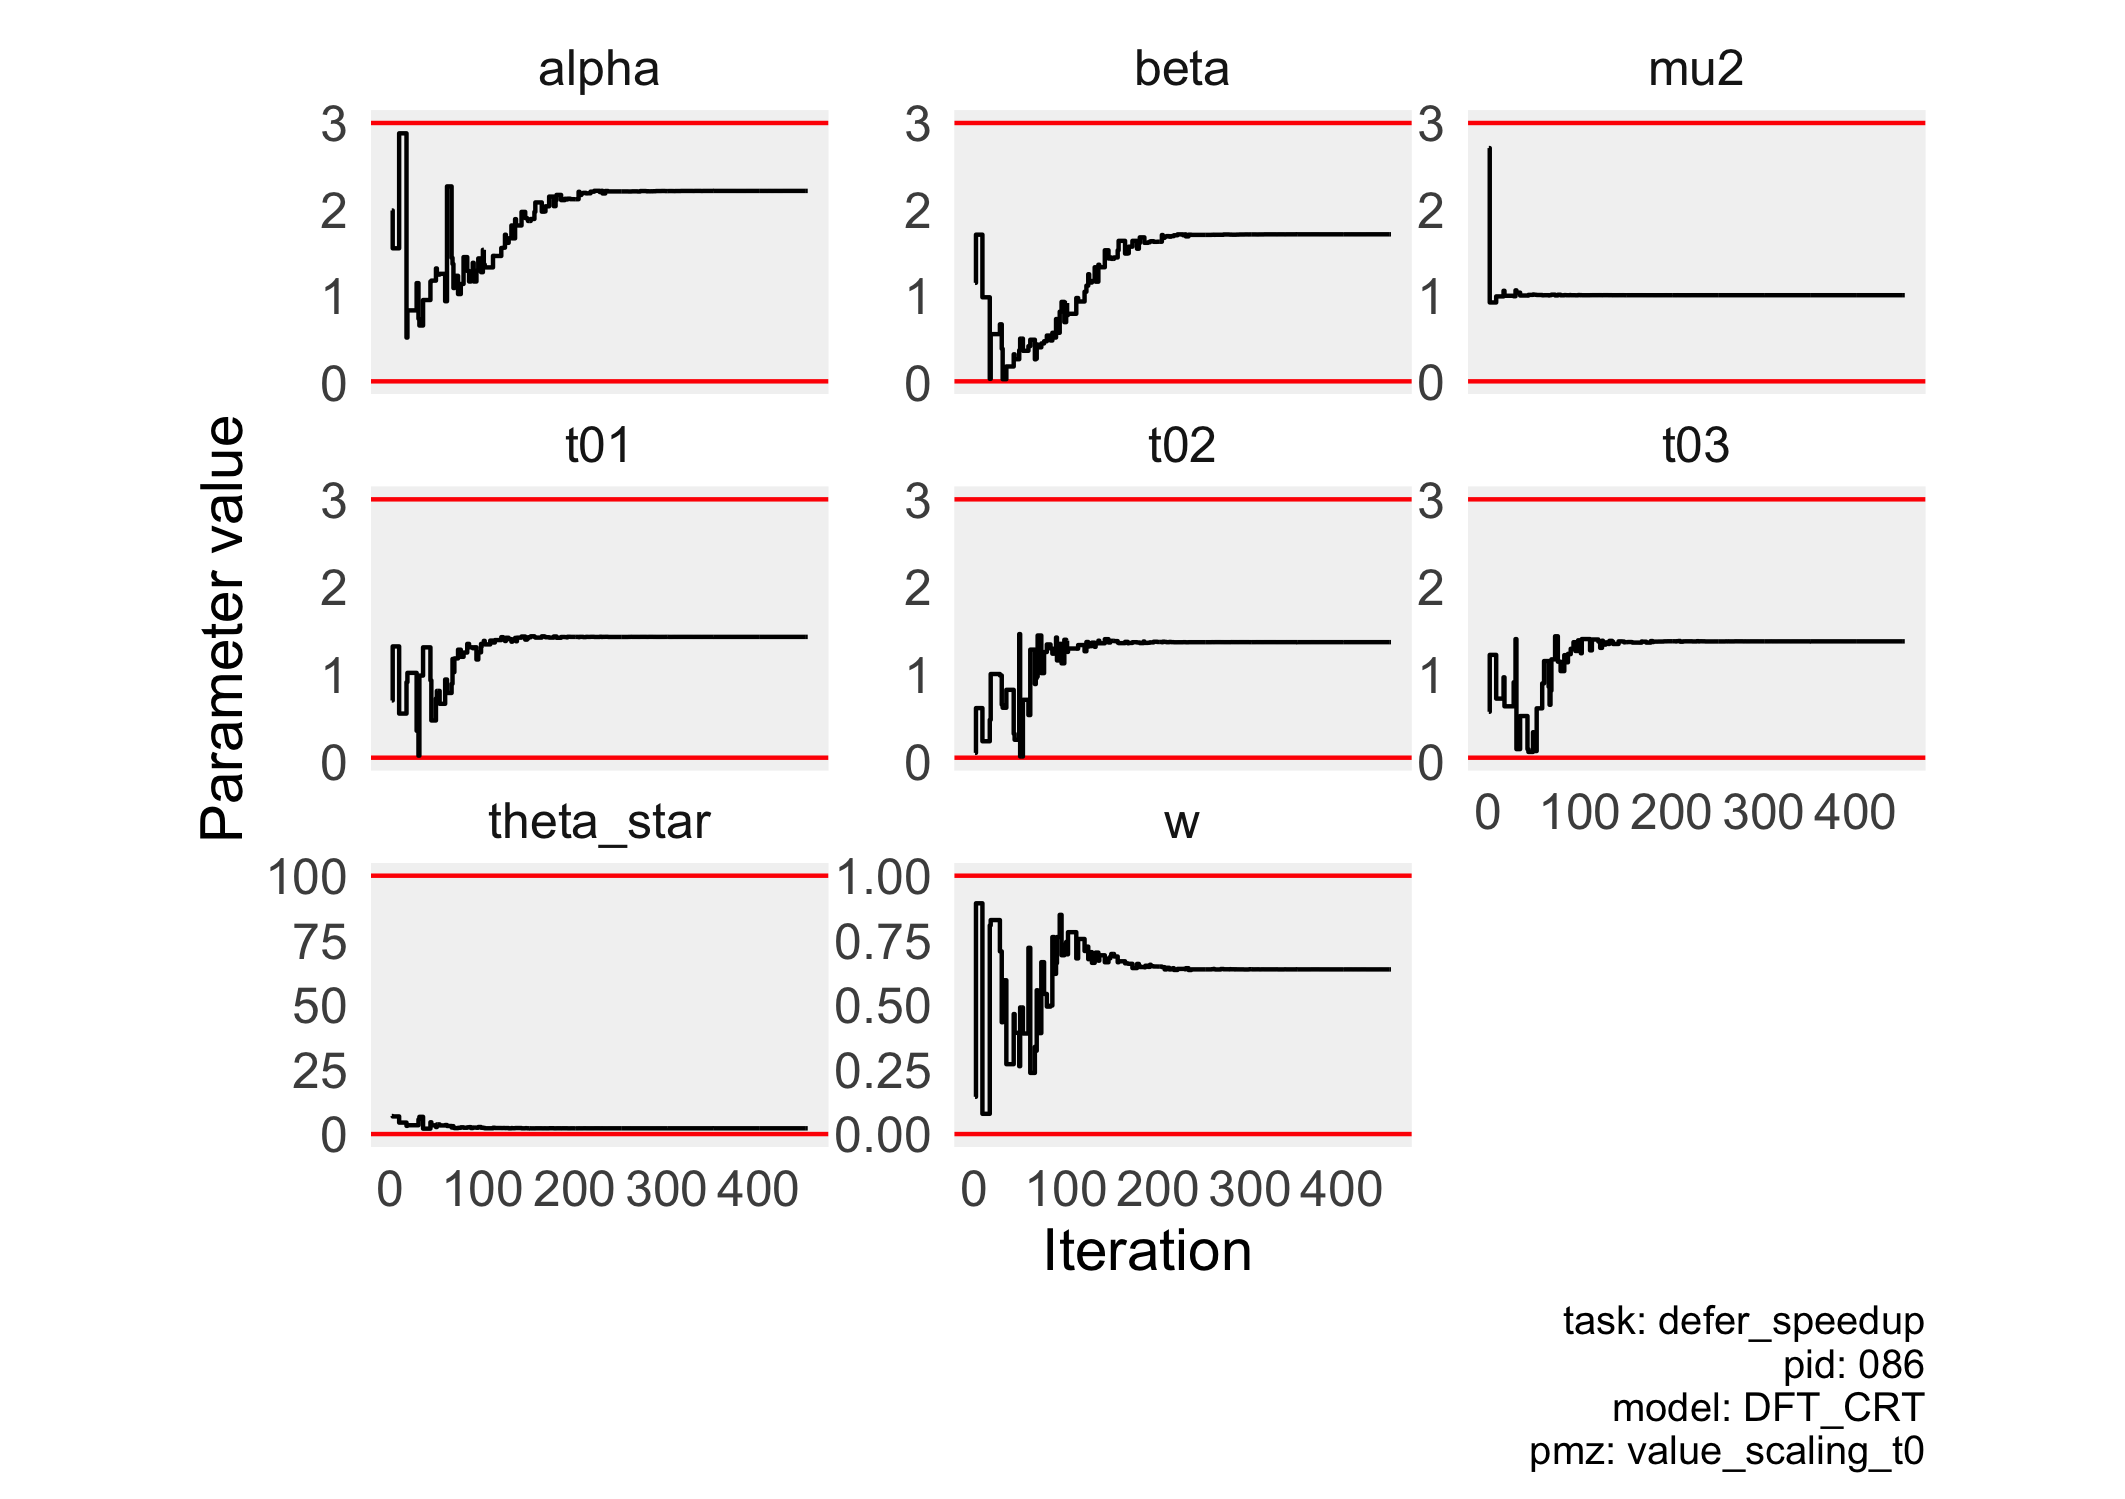 alpha beta mu2
3 3 3
2 2 2
1 1 1
0 0 0
t01 t02 t03
3 3 3
2 2 2
1 1 1
0 0 0
0 100 200 300 400
theta_star w
100 1.00
75 0.75
50 0.50
25 0.25
0 0.00
0 100 200 300 400 0 100 200 300 400
Parameter value
Iteration
task: defer_speedup
pid: 086
model: DFT_CRT
pmz: value_scaling_t0